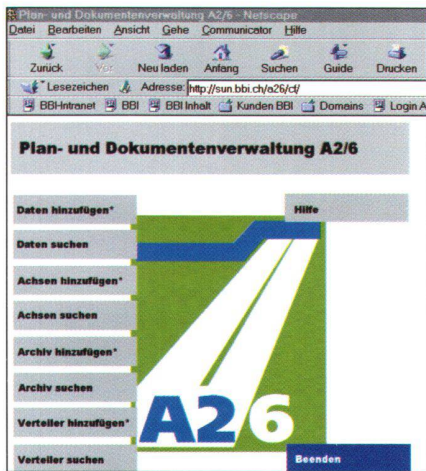 Plan- und Dokumentenverwaltung A2/6 - Netscape
Datei Bearbeiten Ansicht Gehe Communicator Hilfe
Zurück Vor Neu laden Anfang Suchen Guide Drucken
Lesezeichen Adresse: http://sun.bbi.ch/a26/cf/
BBI-Intranet BBI BBI Inhalt Kunden BBI Domains Login A
Plan- und Dokumentenverwaltung A2/6
Daten hinzufügen*
Hilfe
Daten suchen
Achsen hinzufügen*
Achsen suchen
Archiv hinzufügen*
Archiv suchen
Verteiler hinzufügen*
A26
Verteiler suchen
Beenden